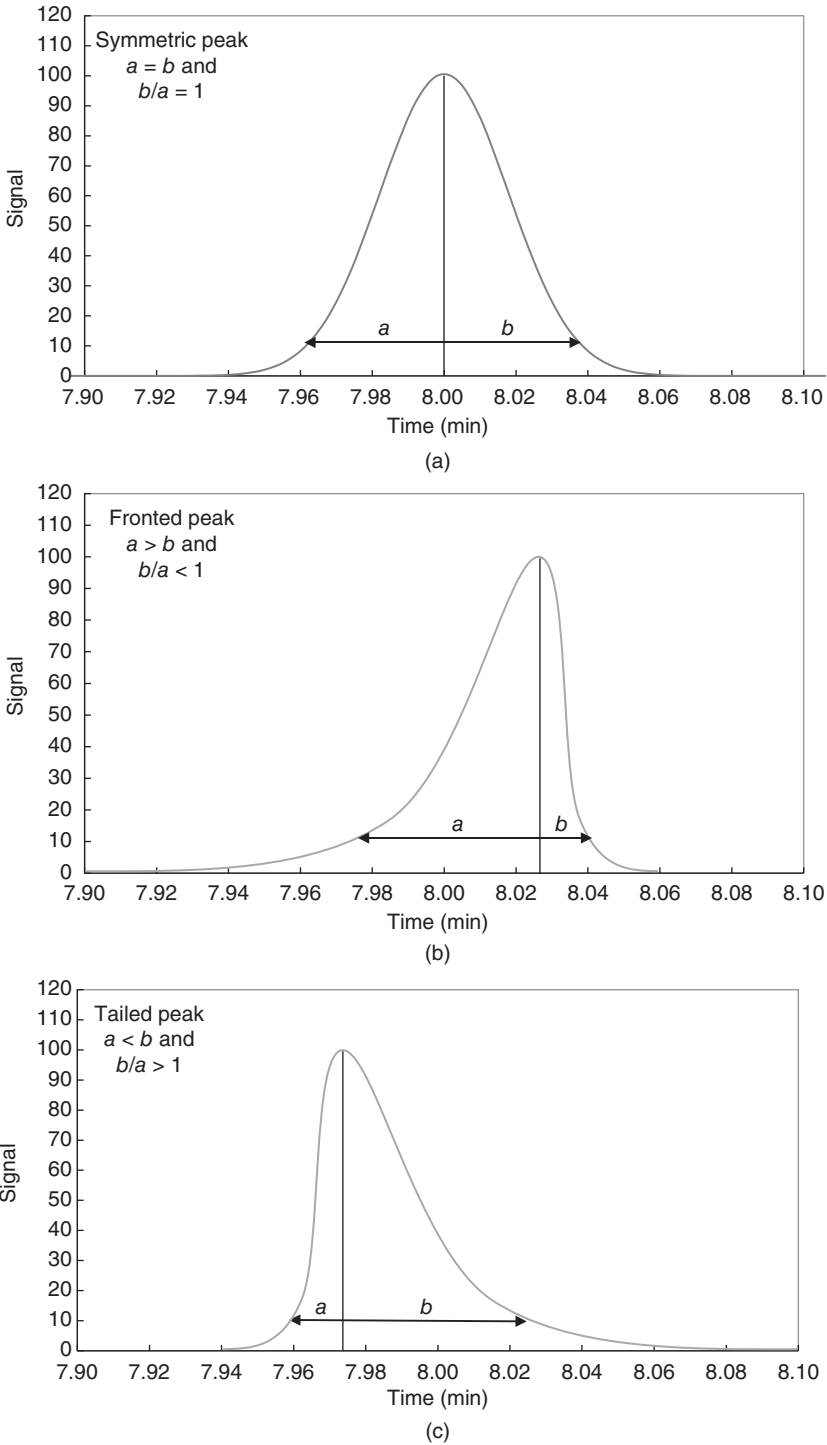 120
Symmetric peak
110
a = b and
100
b/a = 1
90
80
70
Signal
60
50
40
30
20
a b
10
0
7.90 7.92 7.94 7.96 7.98 8.00 8.02 8.04 8.06 8.08 8.10
Time (min)
(a)
120
Fronted peak
110
a > b and
100
b/a < 1
90
80
70
Signal
60
50
40
30
20
a b
10
0
7.90 7.92 7.94 7.96 7.98 8.00 8.02 8.04 8.06 8.08 8.10
Time (min)
(b)
120
Tailed peak
110
a < b and
100
b/a > 1
90
80
70
Signal
60
50
40
30
20
a b
10
0
7.90 7.92 7.94 7.96 7.98 8.00 8.02 8.04 8.06 8.08 8.10
Time (min)
(c)